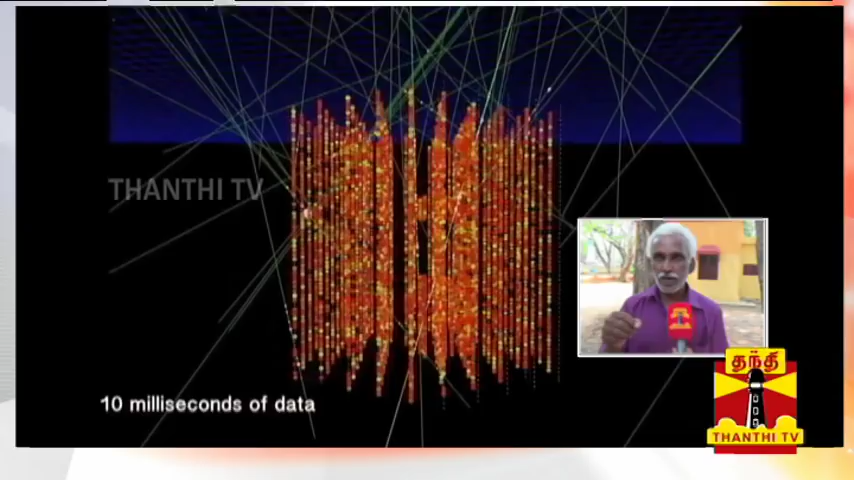 THANTHI TV
10 milliseconds of data
தந்தி
THANTHI TV